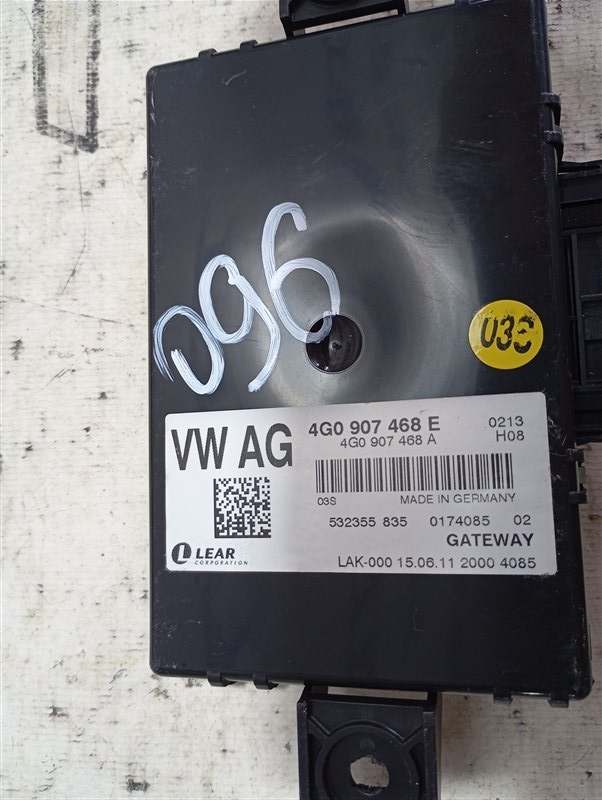 096
03S
VW AG
4G0 907 468 E 0213
4G0 907 468 A H08
03S MADE IN GERMANY
532355 835 0174085 02
GATEWAY
LEAR
CORPORATION
LAK-000 15.06.11 2000 4085